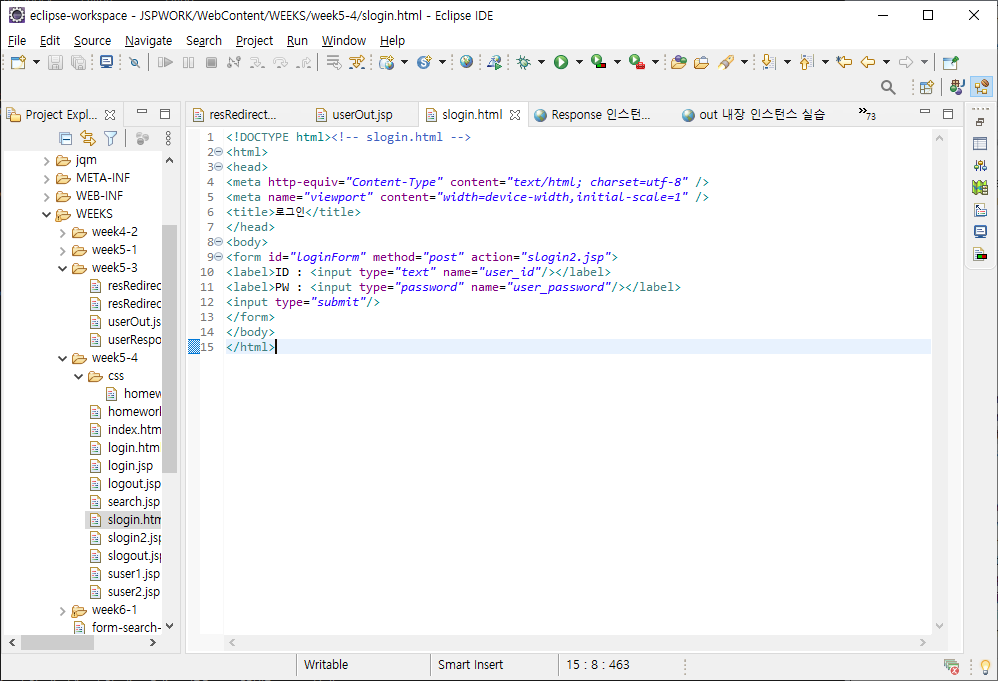 eclipse-workspace - JSPWORK/WebContent/WEEKS/week5-4/slogin.html - Eclipse IDE
File Edit Source Navigate Search Project Run Window Help
Project Expl...
resRedirect... userOut.jsp slogin.html Response 인스턴... out 내장 인스턴스 실습 »73
jqm
META-INF
WEB-INF
WEEKS
week4-2
week5-1
week5-3
resRedirec
resRedirec
userOut.js
userRespo
week5-4
css
homew
homework
index.htm
login.htm
login.jsp
logout.jsp
search.jsp
slogin.htm
slogin2.jsp
slogout.jsp
suser1.jsp
suser2.jsp
week6-1
form-search-
1 <!DOCTYPE html><!-- slogin.html -->
2 <html>
3 <head>
4 <meta http-equiv="Content-Type" content="text/html; charset=utf-8" />
5 <meta name="viewport" content="width=device-width,initial-scale=1" />
6 <title>로그인</title>
7 </head>
8 <body>
9 <form id="loginForm" method="post" action="slogin2.jsp">
10 <label>ID : <input type="text" name="user_id"/></label>
11 <label>PW : <input type="password" name="user_password"/></label>
12 <input type="submit"/>
13 </form>
14 </body>
15 </html>
Writable Smart Insert 15 : 8 : 463